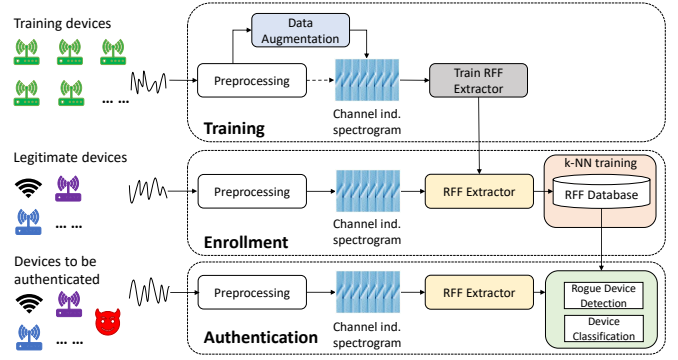 Training devices
... ...
Data
Augmentation
Preprocessing
Channel ind.
spectrogram
Train RFF
Extractor
Training
Legitimate devices
... ...
Preprocessing
Channel ind.
spectrogram
RFF Extractor
k-NN training
RFF Database
Enrollment
Devices to be
authenticated
... ...
Preprocessing
Channel ind.
spectrogram
RFF Extractor
Rogue Device
Detection
Device
Classification
Authentication